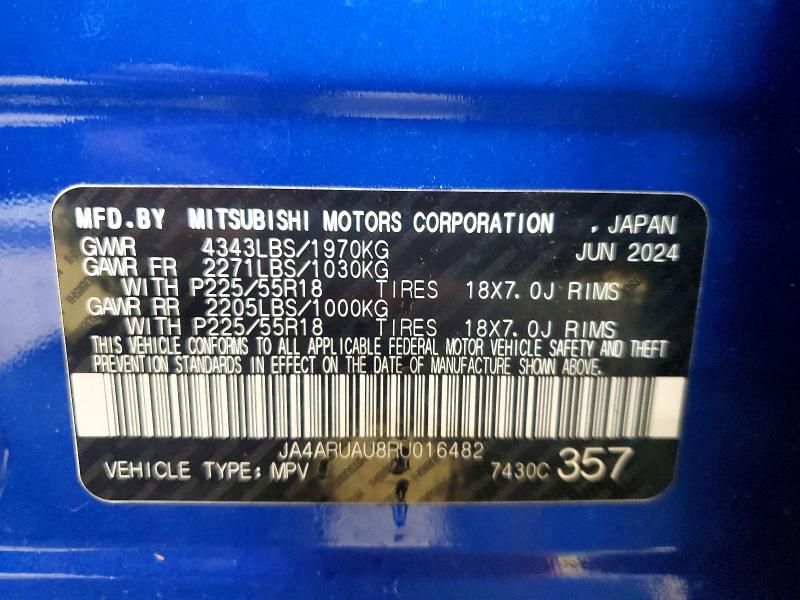 MFD.BY MITSUBISHI MOTORS CORPORATION , JAPAN
GWR 4343LBS/1970KG JUN 2024
GAWR FR 2271LBS/1030KG
WITH P225/55R18 TIRES 18X7.0J RIMS
GAWR RR 2205LBS/1000KG
WITH P225/55R18 TIRES 18X7.0J RIMS
THIS VEHICLE CONFORMS TO ALL APPLICABLE FEDERAL MOTOR VEHICLE SAFETY AND THEFT
PREVENTION STANDARDS IN EFFECT ON THE DATE OF MANUFACTURE SHOWN ABOVE.
JA4ARUAU8RU016482
VEHICLE TYPE: MPV 7430C 357